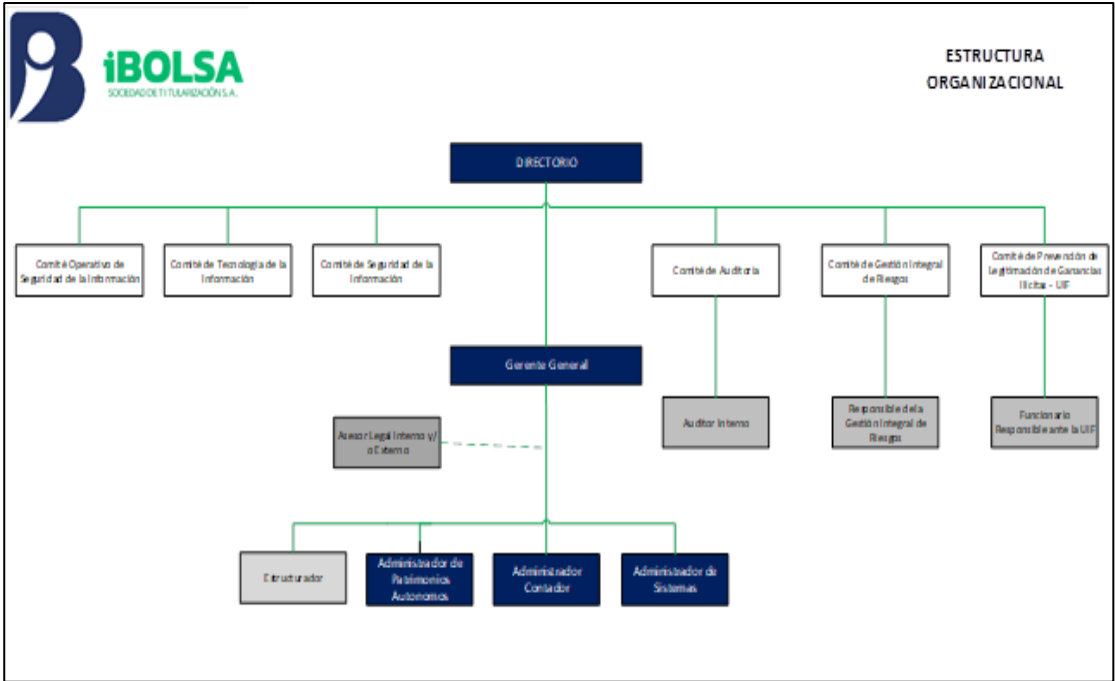 iBOLSA
SOCIEDAD DE TITULARIZACIÓN S.A.
ESTRUCTURA
ORGANIZACIONAL
DIRECTORIO
Comité Operativo de
Seguridad de la Información
Comité de Tecnología de la
Información
Comité de Seguridad de la
Información
Comité de Auditoría
Comité de Gestión Integral
de Riesgos
Comité de Prevención de
Legitimación de Ganancias
Ilícitas - UIF
Gerente General
Asesor Legal Interno y/
o Externo
Auditor Interno
Responsible de la
Gestión Integral de
Riesgos
Funcionario
Responsible ante la UIF
Estructurador
Administrador de
Patrimonios
Autonomos
Administrador
Contador
Administrador de
Sistemas